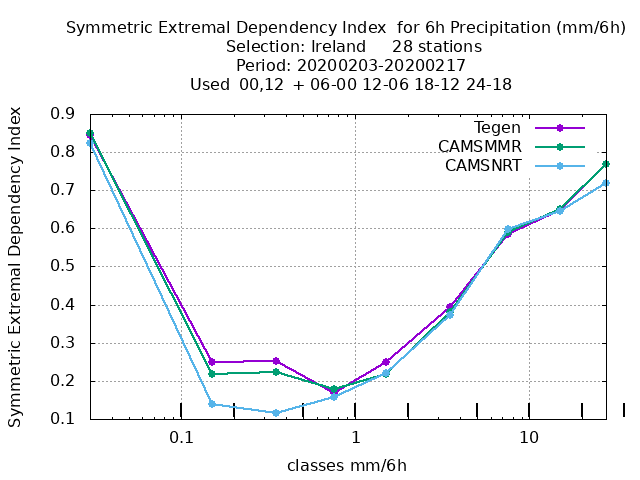 Symmetric Extremal Dependency Index  for 6h Precipitation (mm/6h)
Selection: Ireland     28 stations
Period: 20200203-20200217
Used  00,12  + 06-00 12-06 18-12 24-18
Symmetric Extremal Dependency Index
0.9
0.8
0.7
0.6
0.5
0.4
0.3
0.2
0.1
Tegen
CAMSMMR
CAMSNRT
0.1
1
10
classes mm/6h